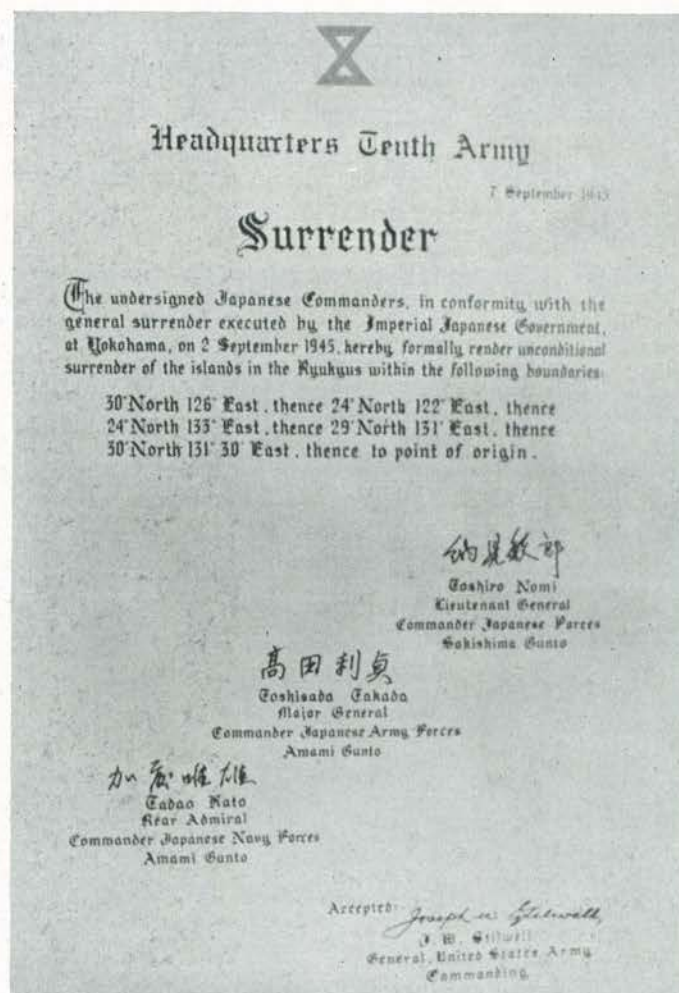 Headquarters Tenth Army
7 September 1945
Surrender
The undersigned Japanese Commanders, in conformity with the
general surrender executed by the Imperial Japanese Government,
at Yokohama, on 2 September 1945, hereby formally render unconditional
surrender of the islands in the Ryukyus within the following boundaries:
30° North 126° East, thence 24° North 122° East, thence
24° North 133° East, thence 29° North 131° East, thence
30° North 131° 30' East, thence to point of origin.
納見敏郎
Toshiro Nomi
Lieutenant General
Commander Japanese Forces
Sakishima Gunto
高田利貞
Toshisada Takada
Major General
Commander Japanese Army Forces
Amami Gunto
加藤唯雄
Tadao Kato
Rear Admiral
Commander Japanese Navy Forces
Amami Gunto
Accepted: Joseph W Stilwell
J. W. Stilwell
General, United States Army
Commanding